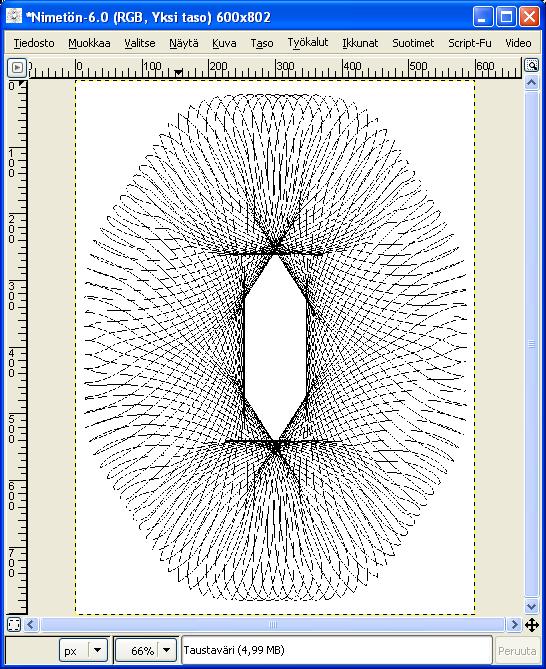 *Nimetön-6.0 (RGB, Yksi taso) 600x802
Tiedosto Muokkaa Valitse Näytä Kuva Taso Työkalut Ikkunat Suotimet Script-Fu Video
0 100 200 300 400 500 600
0
100
200
300
400
500
600
700
px 66% Taustaväri (4,99 MB) Peruuta